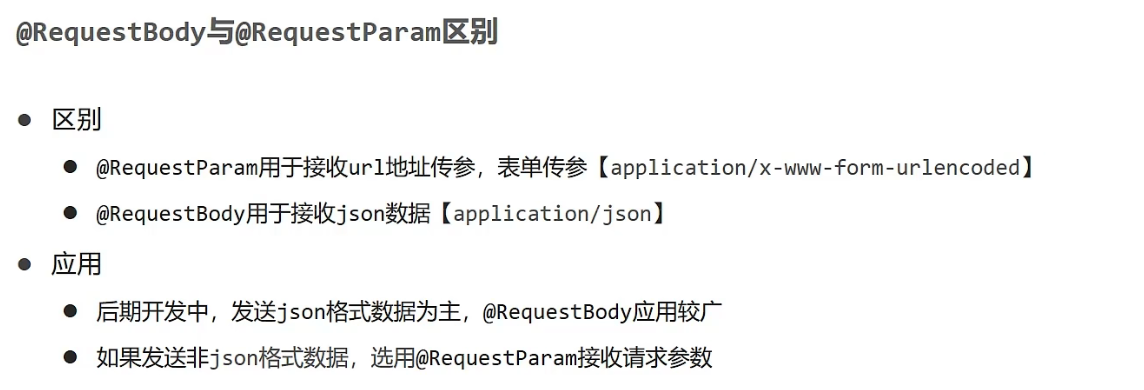 @RequestBody与@RequestParam区别
● 区别
● @RequestParam用于接收url地址传参，表单传参【application/x-www-form-urlencoded】
● @RequestBody用于接收json数据【application/json】
● 应用
● 后期开发中，发送json格式数据为主，@RequestBody应用较广
● 如果发送非json格式数据，选用@RequestParam接收请求参数